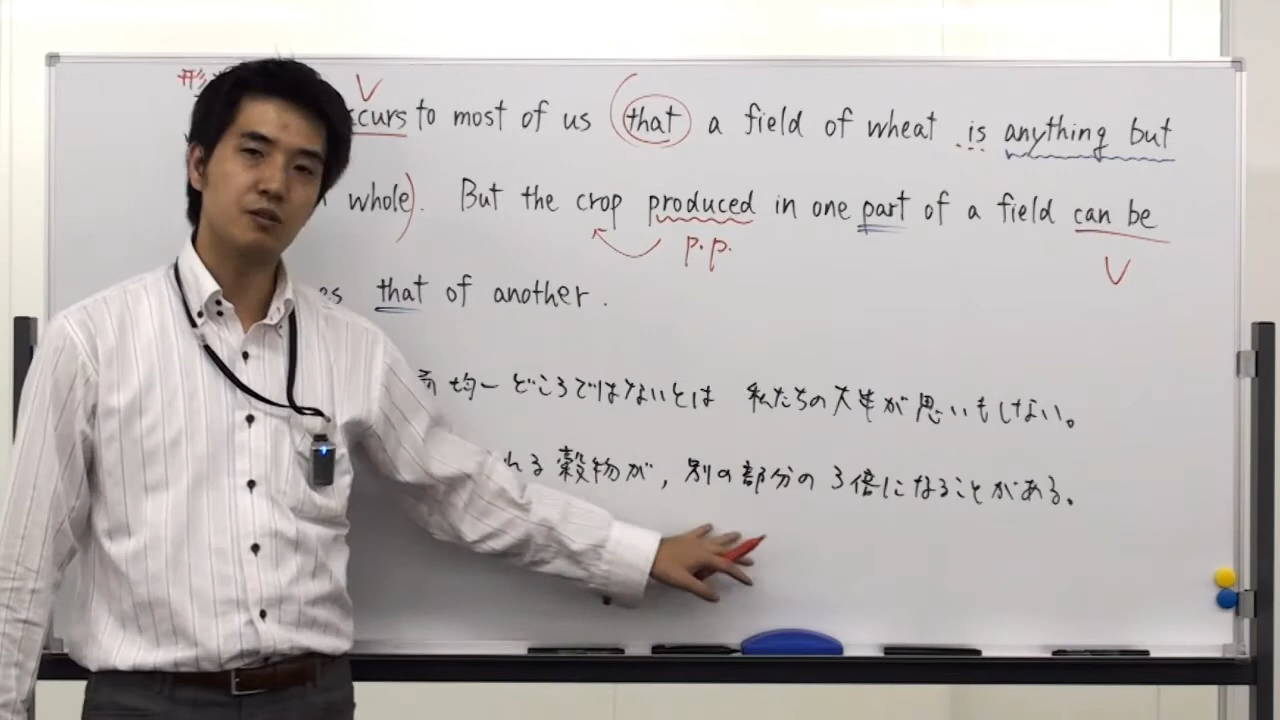 形
V
ccurs to most of us (that a field of wheat is anything but
whole). But the crop produced in one part of a field can be
p.p.
V
es that of another.
均一どころではないとは 私たちの大半が思いもしない。
れる穀物が, 別の部分の3倍になることがある。